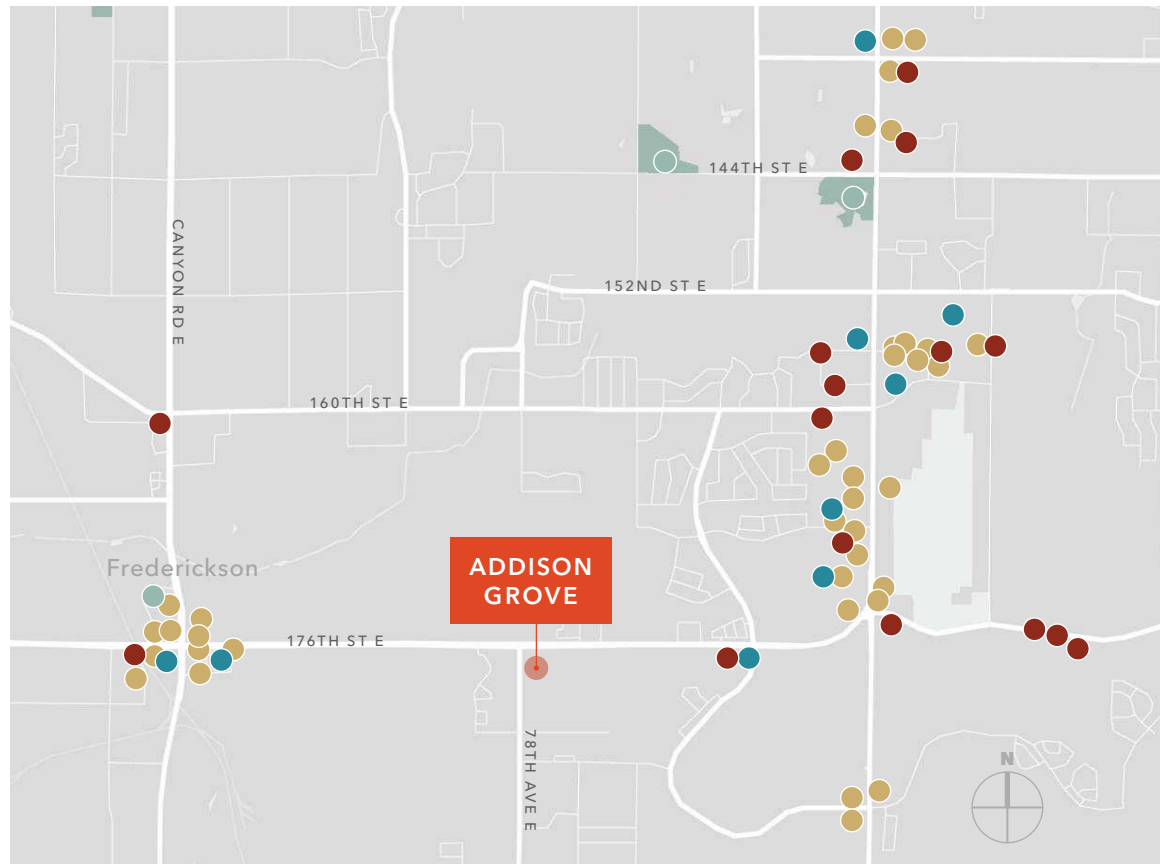 144TH ST E
CANYON RD E
152ND ST E
160TH ST E
Frederickson
ADDISON
GROVE
176TH ST E
78TH AVE E
N